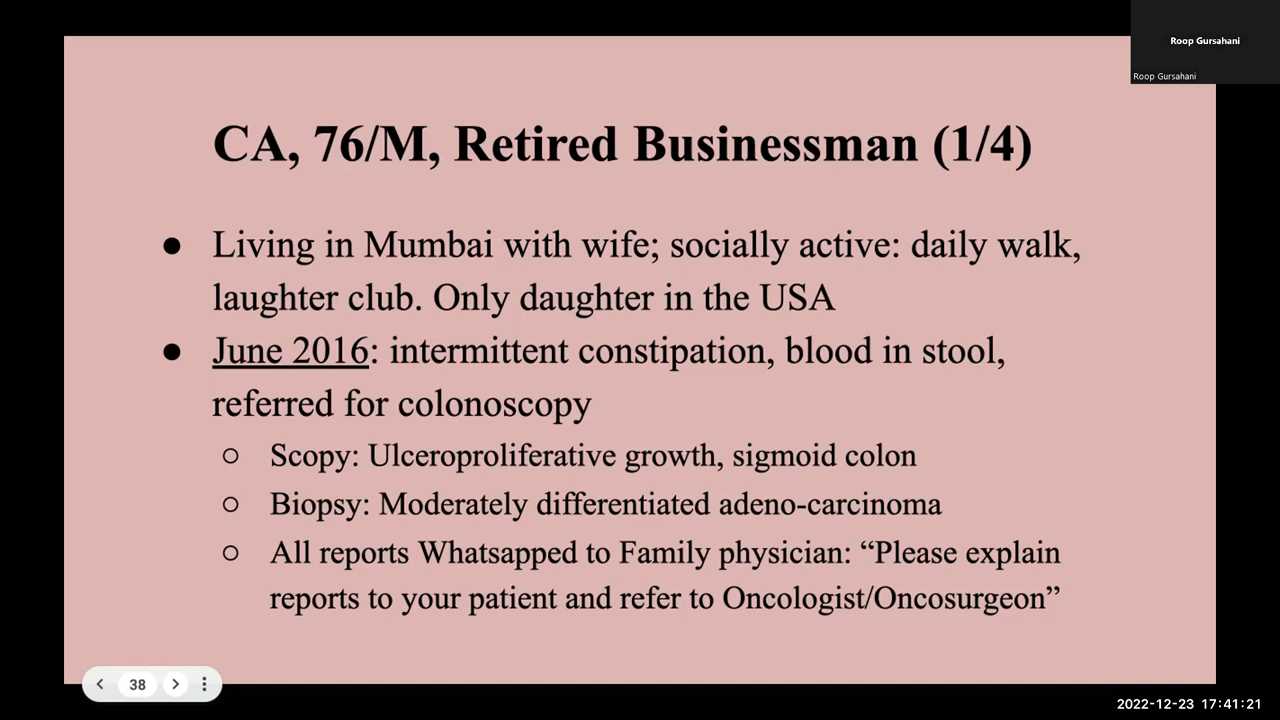 Roop Gursahani
Roop Gursahani
CA, 76/M, Retired Businessman (1/4)
● Living in Mumbai with wife; socially active: daily walk,
laughter club. Only daughter in the USA
● June 2016: intermittent constipation, blood in stool,
referred for colonoscopy
○ Scopy: Ulceroproliferative growth, sigmoid colon
○ Biopsy: Moderately differentiated adeno-carcinoma
○ All reports Whatsapped to Family physician: “Please explain
reports to your patient and refer to Oncologist/Oncosurgeon”
38
2022-12-23 17:41:21